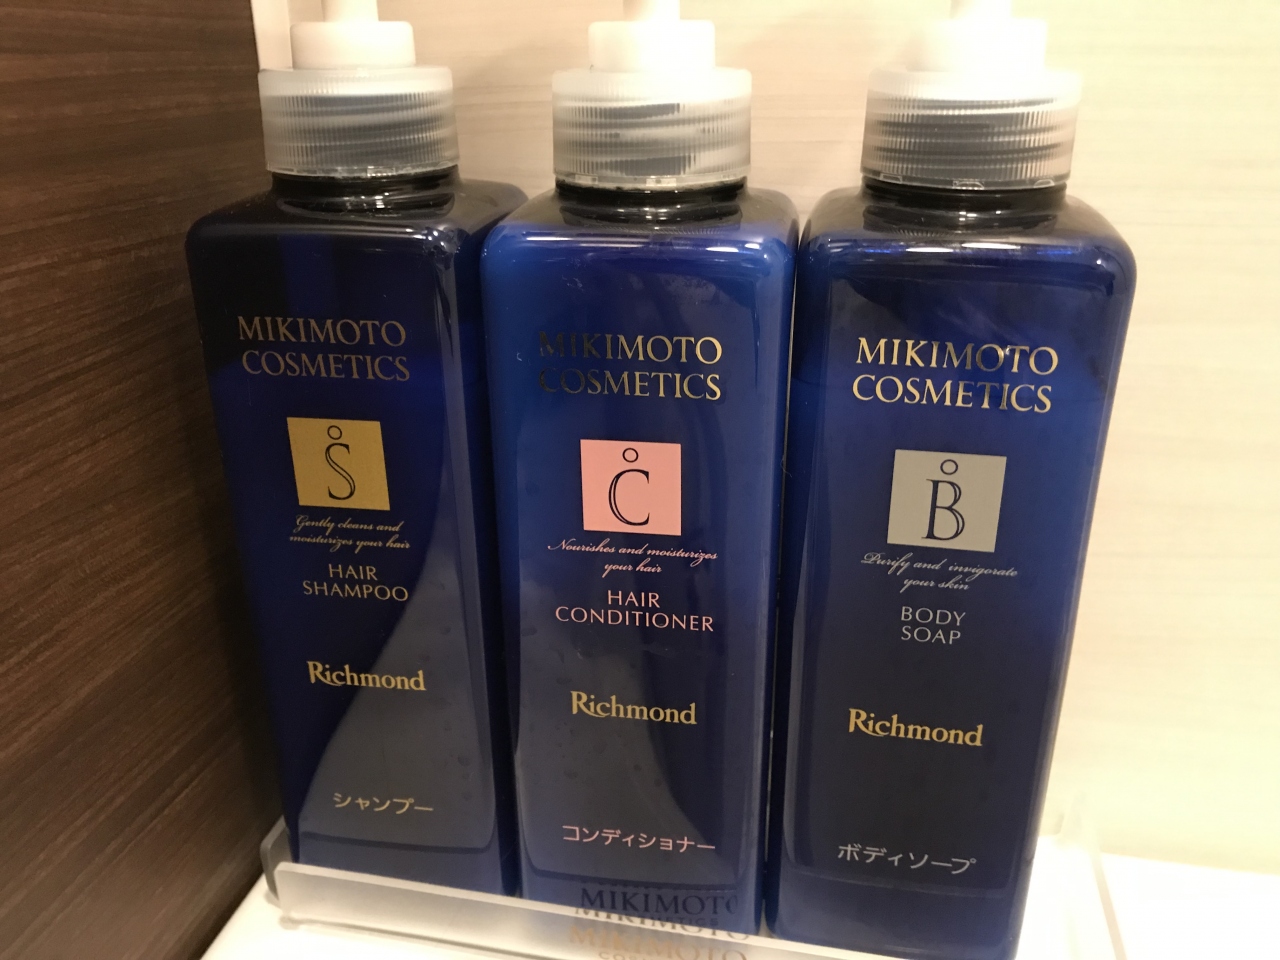 MIKIMOTO
COSMETICS
S
Gently cleans and
moisturizes your hair
HAIR
SHAMPOO
Richmond
シャンプー
MIKIMOTO
COSMETICS
C
Nourishes and moisturizes
your hair
HAIR
CONDITIONER
Richmond
コンディショナー
MIKIMOTO
COSMETICS
B
Purify and invigorate
your skin
BODY
SOAP
Richmond
ボディソープ
MIKIMOTO
MIKIMOTO